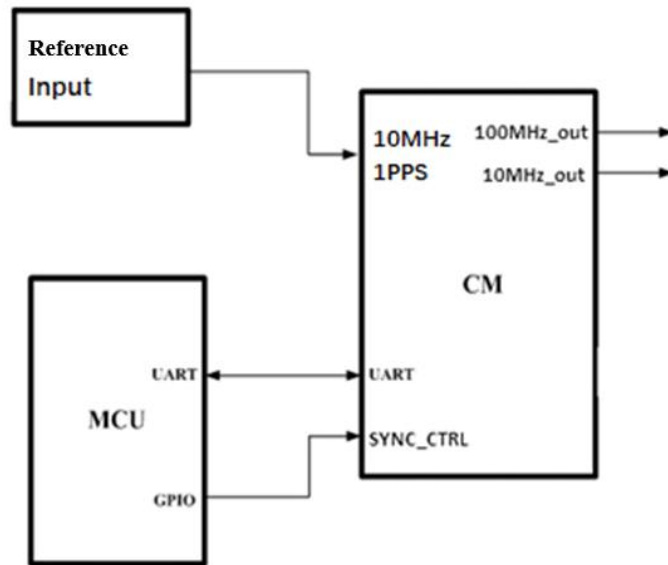 Reference
Input
10MHz
1PPS
100MHz_out
10MHz_out
CM
UART
SYNC_CTRL
UART
MCU
GPIO